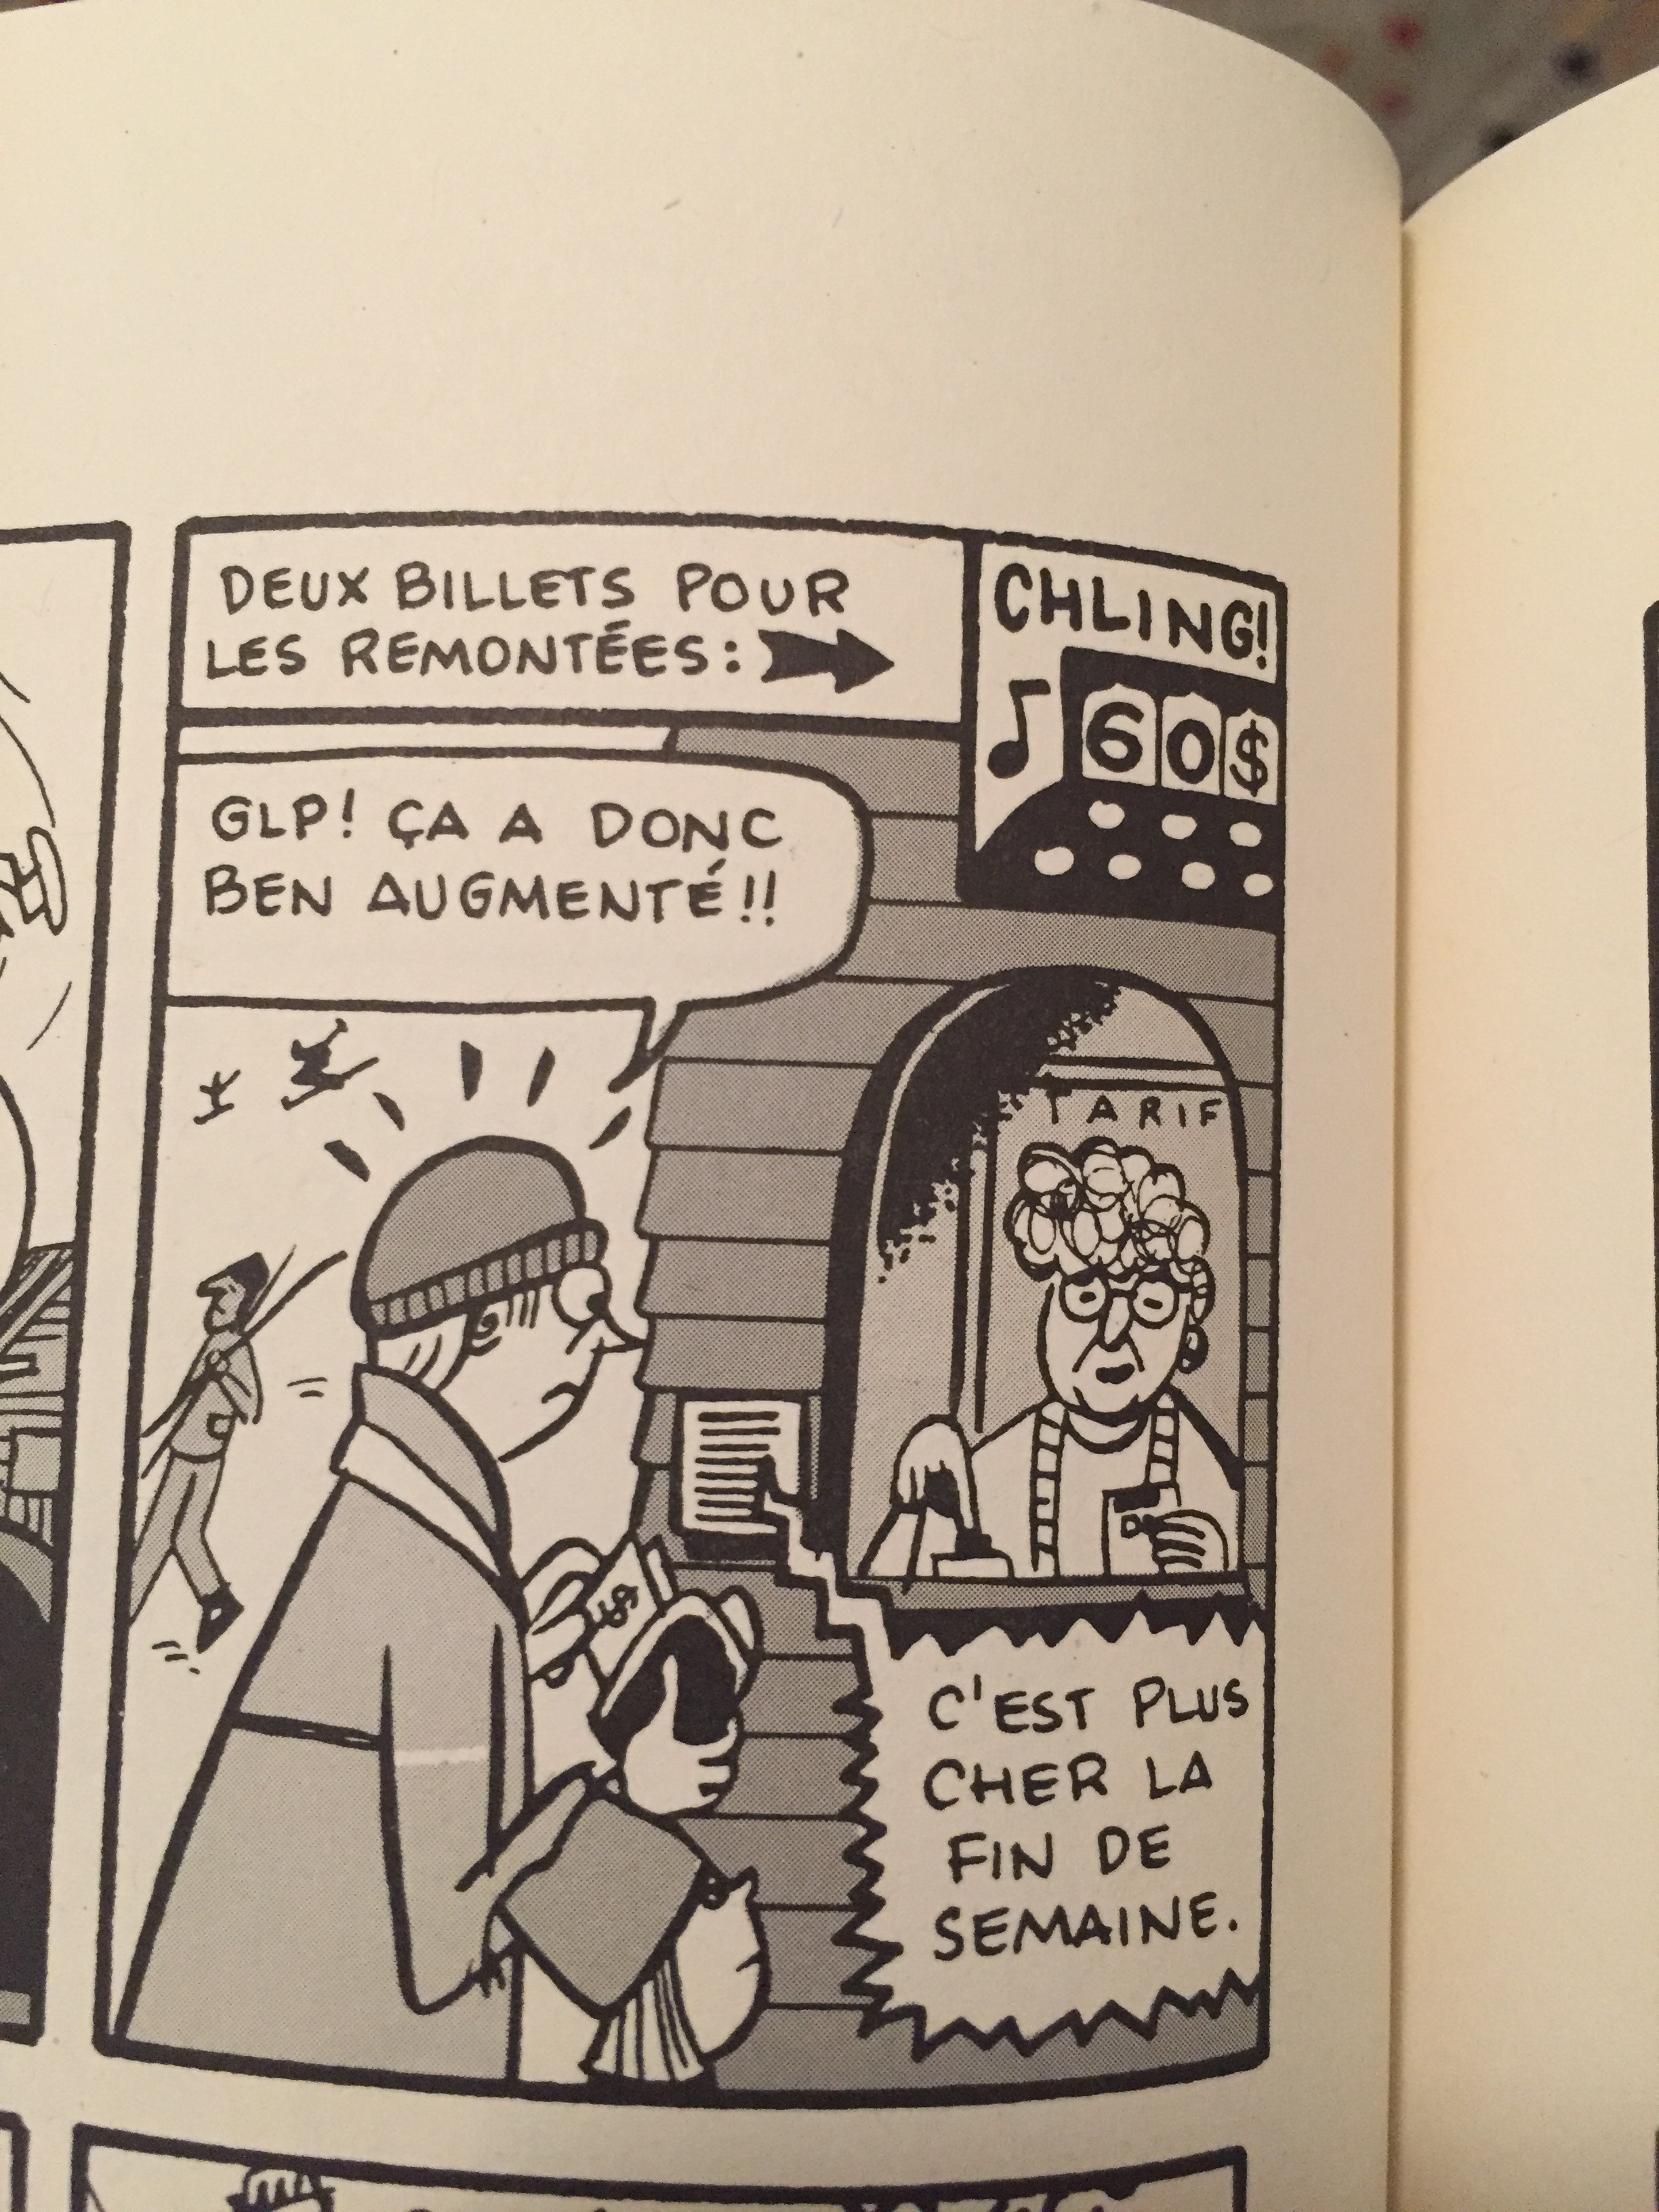 DEUX BILLETS POUR
LES REMONTÉES:
CHLING!
60$
GLP! ÇA A DONC
BEN AUGMENTÉ!!
TARIF
$
C'EST PLUS
CHER LA
FIN DE
SEMAINE.